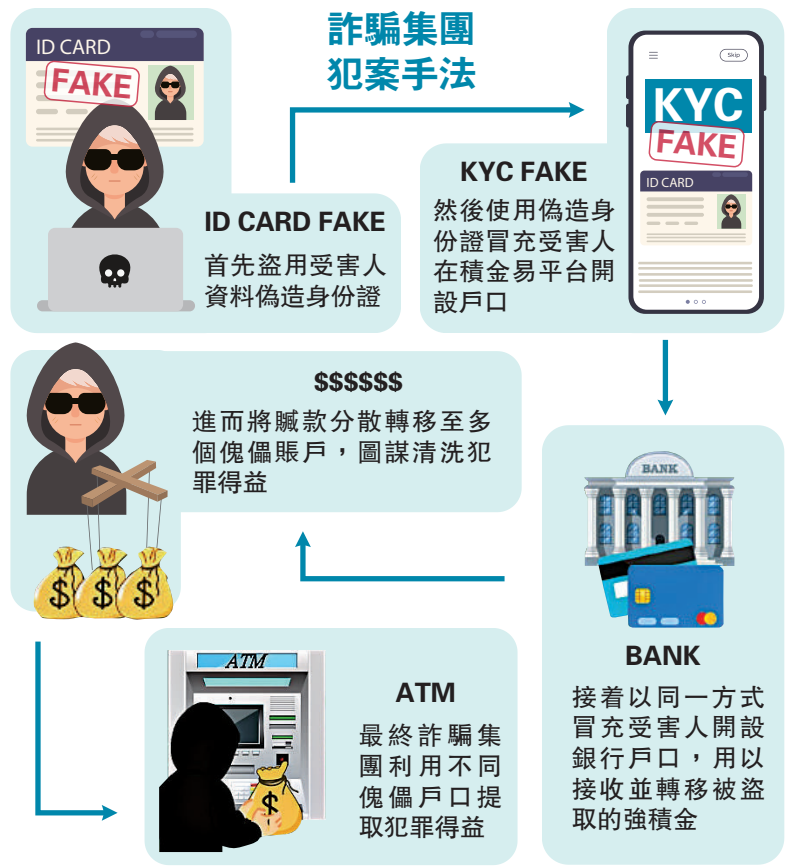 詐騙集團
犯案手法
ID CARD
FAKE
ID CARD FAKE
首先盜用受害人
資料偽造身份證
Skip
KYC
FAKE
ID CARD
KYC FAKE
然後使用偽造身
份證冒充受害人
在積金易平台開
設戶口
BANK
BANK
接着以同一方式
冒充受害人開設
銀行戶口，用以
接收並轉移被盜
取的強積金
$$$$$$
進而將贓款分散轉移至多
個傀儡賬戶，圖謀清洗犯
罪得益
$ $ $
ATM
$
ATM
最終詐騙集
團利用不同
傀儡戶口提
取犯罪得益